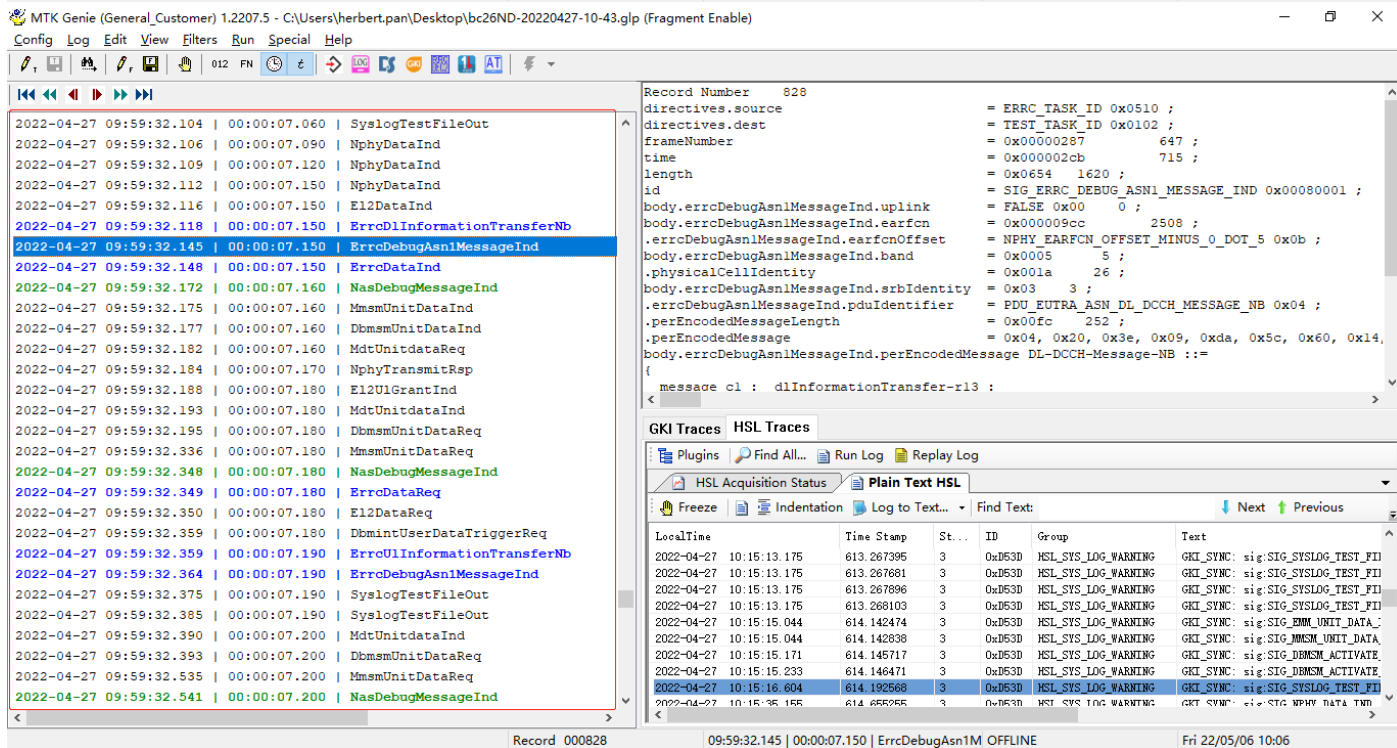 MTK Genie (General_Customer) 1.2207.5 - C:\Users\herbert.pan\Desktop\bc26ND-20220427-10-43.glp (Fragment Enable)
Config Log Edit View Filters Run Special Help
012 FN
2022-04-27 09:59:32.104 | 00:00:07.060 | SyslogTestFileOut
2022-04-27 09:59:32.106 | 00:00:07.090 | NphyDataInd
2022-04-27 09:59:32.109 | 00:00:07.120 | NphyDataInd
2022-04-27 09:59:32.112 | 00:00:07.150 | NphyDataInd
2022-04-27 09:59:32.116 | 00:00:07.150 | El2DataInd
2022-04-27 09:59:32.118 | 00:00:07.150 | ErrcDlInformationTransferNb
2022-04-27 09:59:32.145 | 00:00:07.150 | ErrcDebugAsn1MessageInd
2022-04-27 09:59:32.148 | 00:00:07.150 | ErrcDataInd
2022-04-27 09:59:32.172 | 00:00:07.160 | NasDebugMessageInd
2022-04-27 09:59:32.175 | 00:00:07.160 | MmsmUnitDataInd
2022-04-27 09:59:32.177 | 00:00:07.160 | DbmsmUnitDataInd
2022-04-27 09:59:32.182 | 00:00:07.160 | MdtUnitdataReq
2022-04-27 09:59:32.184 | 00:00:07.170 | NphyTransmitRsp
2022-04-27 09:59:32.188 | 00:00:07.180 | El2UlGrantInd
2022-04-27 09:59:32.193 | 00:00:07.180 | MdtUnitdataInd
2022-04-27 09:59:32.195 | 00:00:07.180 | DbmsmUnitDataReq
2022-04-27 09:59:32.336 | 00:00:07.180 | MmsmUnitDataReq
2022-04-27 09:59:32.348 | 00:00:07.180 | NasDebugMessageInd
2022-04-27 09:59:32.349 | 00:00:07.180 | ErrcDataReq
2022-04-27 09:59:32.350 | 00:00:07.180 | El2DataReq
2022-04-27 09:59:32.359 | 00:00:07.180 | DbmintUserDataTriggerReq
2022-04-27 09:59:32.359 | 00:00:07.190 | ErrcUlInformationTransferNb
2022-04-27 09:59:32.364 | 00:00:07.190 | ErrcDebugAsn1MessageInd
2022-04-27 09:59:32.375 | 00:00:07.190 | SyslogTestFileOut
2022-04-27 09:59:32.385 | 00:00:07.190 | SyslogTestFileOut
2022-04-27 09:59:32.390 | 00:00:07.200 | MdtUnitdataInd
2022-04-27 09:59:32.393 | 00:00:07.200 | DbmsmUnitDataReq
2022-04-27 09:59:32.535 | 00:00:07.200 | MmsmUnitDataReq
2022-04-27 09:59:32.541 | 00:00:07.200 | NasDebugMessageInd
Record Number 828
directives.source = ERRC_TASK_ID 0x0510 ;
directives.dest = TEST_TASK_ID 0x0102 ;
frameNumber = 0x00000287 647 ;
time = 0x000002cb 715 ;
length = 0x0654 1620 ;
id = SIG_ERRC_DEBUG_ASN1_MESSAGE_IND 0x00080001 ;
body.errcDebugAsn1MessageInd.uplink = FALSE 0x00 0 ;
body.errcDebugAsn1MessageInd.earfcn = 0x000009cc 2508 ;
.errcDebugAsn1MessageInd.earfcnOffset = NPHY_EARFCN_OFFSET_MINUS_0_DOT_5 0x0b ;
body.errcDebugAsn1MessageInd.band = 0x0005 5 ;
.physicalCellIdentity = 0x001a 26 ;
body.errcDebugAsn1MessageInd.srbIdentity = 0x03 3 ;
.errcDebugAsn1MessageInd.pduIdentifier = PDU_EUTRA_ASN_DL_DCCH_MESSAGE_NB 0x04 ;
.perEncodedMessageLength = 0x00fc 252 ;
.perEncodedMessage = 0x04, 0x20, 0x3e, 0x09, 0xda, 0x5c, 0x60, 0x14,
body.errcDebugAsn1MessageInd.perEncodedMessage DL-DCCH-Message-NB ::=
{
message c1 : dlInformationTransfer-r13 :
GKI Traces HSL Traces
Plugins Find All... Run Log Replay Log
HSL Acquisition Status Plain Text HSL
Freeze Indentation Log to Text... Find Text: Next Previous
LocalTime Time Stamp St... ID Group Text
2022-04-27 10:15:13.175 613.267395 3 0xD53D HSL_SYS_LOG_WARNING GKI_SYNC: sig:SIG_SYSLOG_TEST_FII
2022-04-27 10:15:13.175 613.267681 3 0xD53D HSL_SYS_LOG_WARNING GKI_SYNC: sig:SIG_SYSLOG_TEST_FII
2022-04-27 10:15:13.175 613.267896 3 0xD53D HSL_SYS_LOG_WARNING GKI_SYNC: sig:SIG_SYSLOG_TEST_FII
2022-04-27 10:15:13.175 613.268103 3 0xD53D HSL_SYS_LOG_WARNING GKI_SYNC: sig:SIG_SYSLOG_TEST_FII
2022-04-27 10:15:15.044 614.142474 3 0xD53D HSL_SYS_LOG_WARNING GKI_SYNC: sig:SIG_EMM_UNIT_DATA_
2022-04-27 10:15:15.044 614.142838 3 0xD53D HSL_SYS_LOG_WARNING GKI_SYNC: sig:SIG_MMSM_UNIT_DATA_
2022-04-27 10:15:15.171 614.145717 3 0xD53D HSL_SYS_LOG_WARNING GKI_SYNC: sig:SIG_DBMSM_ACTIVATE_
2022-04-27 10:15:15.233 614.146471 3 0xD53D HSL_SYS_LOG_WARNING GKI_SYNC: sig:SIG_DBMSM_ACTIVATE_
2022-04-27 10:15:16.604 614.192568 3 0xD53D HSL_SYS_LOG_WARNING GKI_SYNC: sig:SIG_SYSLOG_TEST_FII
2022-04-27 10:15:35.155 614.655255 3 0xD53D HSL_SYS_LOG_WARNING GKI_SYNC: sig:SIG_NPHY_DATA_IND
Record 000828 09:59:32.145 | 00:00:07.150 | ErrcDebugAsn1M OFFLINE Fri 22/05/06 10:06